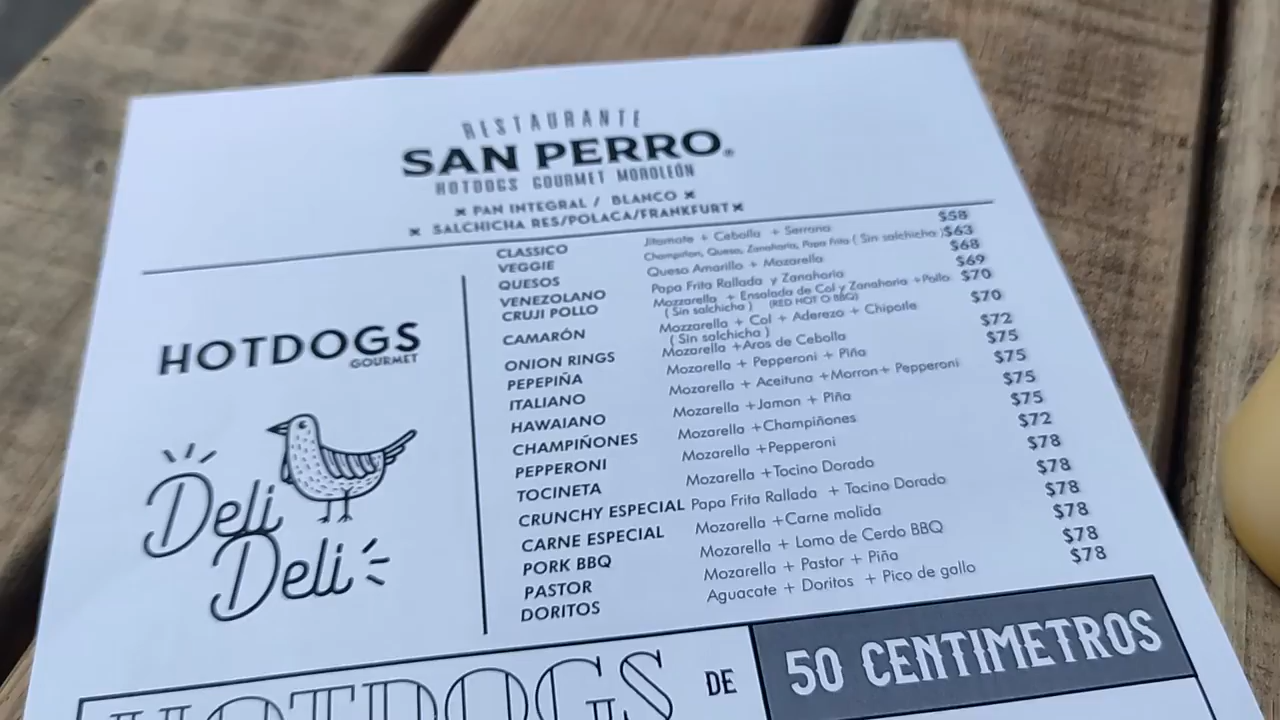 RESTAURANTE
SAN PERRO®
HOTDOGS GOURMET MOROLEÓN
PAN INTEGRAL / BLANCO
SALCHICHA RES/POLACA/FRANKFURT
HOTDOGS
GOURMET
Deli
Deli
CLASSICO Jitomate + Cebolla + Serrano $58
VEGGIE Champiñon, Queso, Zanahoria, Papa frita ( Sin salchicha ) $63
QUESOS Queso Amarillo + Mozarella $68
VENEZOLANO Papa Frita Rallada y Zanahoria $69
CRUJI POLLO Mozzarella + Ensalada de Col y Zanahoria +Pollo $70
( Sin salchicha ) (RED HOT O BBQ)
CAMARÓN Mozzarella + Col + Aderezo + Chipotle $70
( Sin salchicha )
ONION RINGS Mozarella +Aros de Cebolla $72
PEPEPIÑA Mozarella + Pepperoni + Piña $75
ITALIANO Mozarella + Aceituna +Morron+ Pepperoni $75
HAWAIANO Mozarella +Jamon + Piña $75
CHAMPIÑONES Mozarella +Champiñones $75
PEPPERONI Mozarella +Pepperoni $72
TOCINETA Mozarella +Tocino Dorado $78
CRUNCHY ESPECIAL Papa Frita Rallada + Tocino Dorado $78
CARNE ESPECIAL Mozarella +Carne molida $78
PORK BBQ Mozarella + Lomo de Cerdo BBQ $78
PASTOR Mozarella + Pastor + Piña $78
DORITOS Aguacate + Doritos + Pico de gallo $78
HOTDOGS DE 50 CENTIMETROS